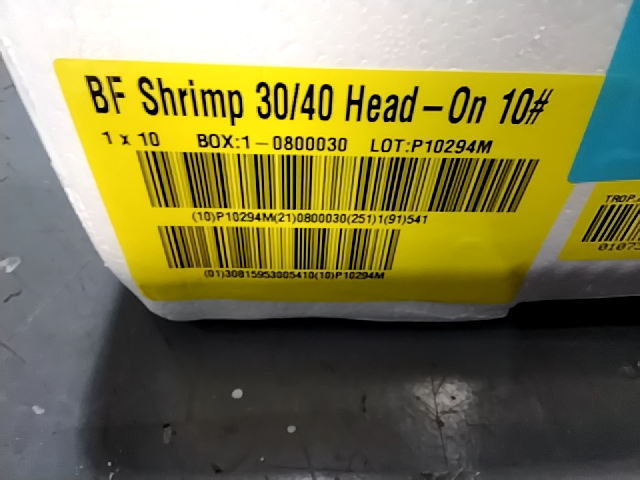 BF Shrimp 30/40 Head-On 10#
1 x 10 BOX:1-0800030 LOT:P10294M
(10)P10294M(21)0800030(251)1(91)541
(01)30815953005410(10)P10294M